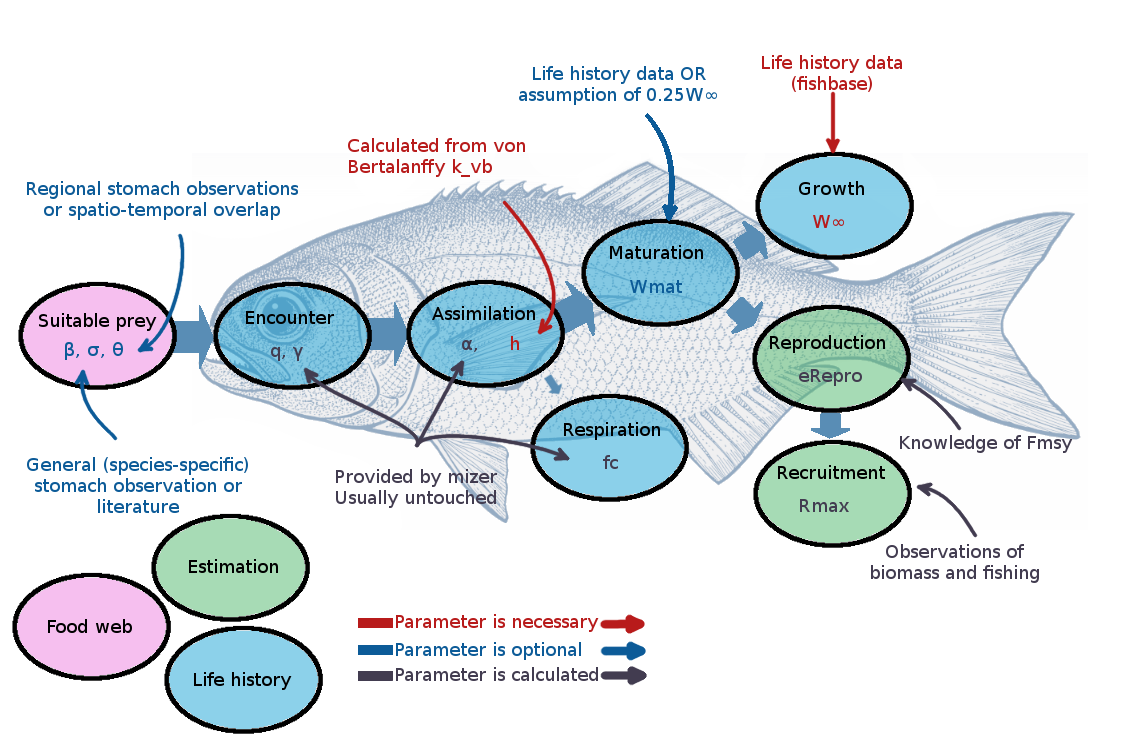 Life history data
(fishbase)
Life history data OR
assumption of 0.25W∞
Calculated from von
Bertalanffy k_vb
Regional stomach observations
or spatio-temporal overlap
Growth
W∞
Maturation
Wmat
Suitable prey
β, σ, θ
Encounter
q, γ
Assimilation
α, h
Reproduction
eRepro
Respiration
fc
Knowledge of Fmsy
General (species-specific)
stomach observation or
literature
Provided by mizer
Usually untouched
Recruitment
Rmax
Observations of
biomass and fishing
Estimation
Food web
Life history
Parameter is necessary
Parameter is optional
Parameter is calculated